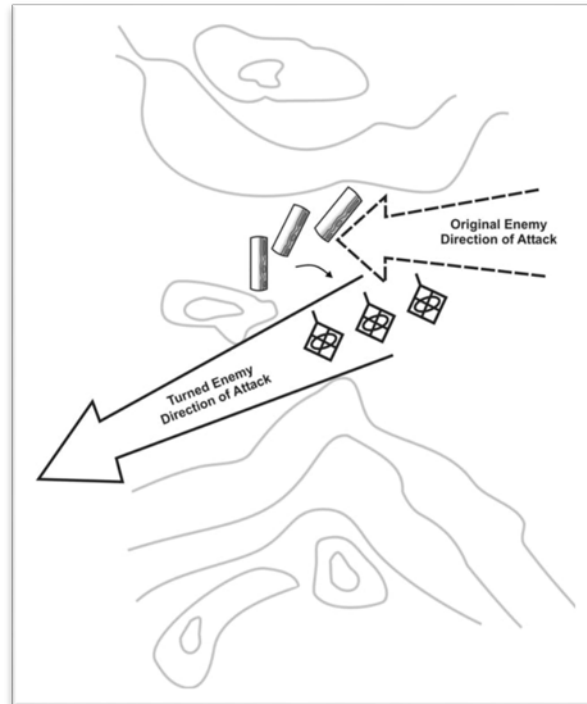 Original Enemy
Direction of Attack
Turned Enemy
Direction of Attack